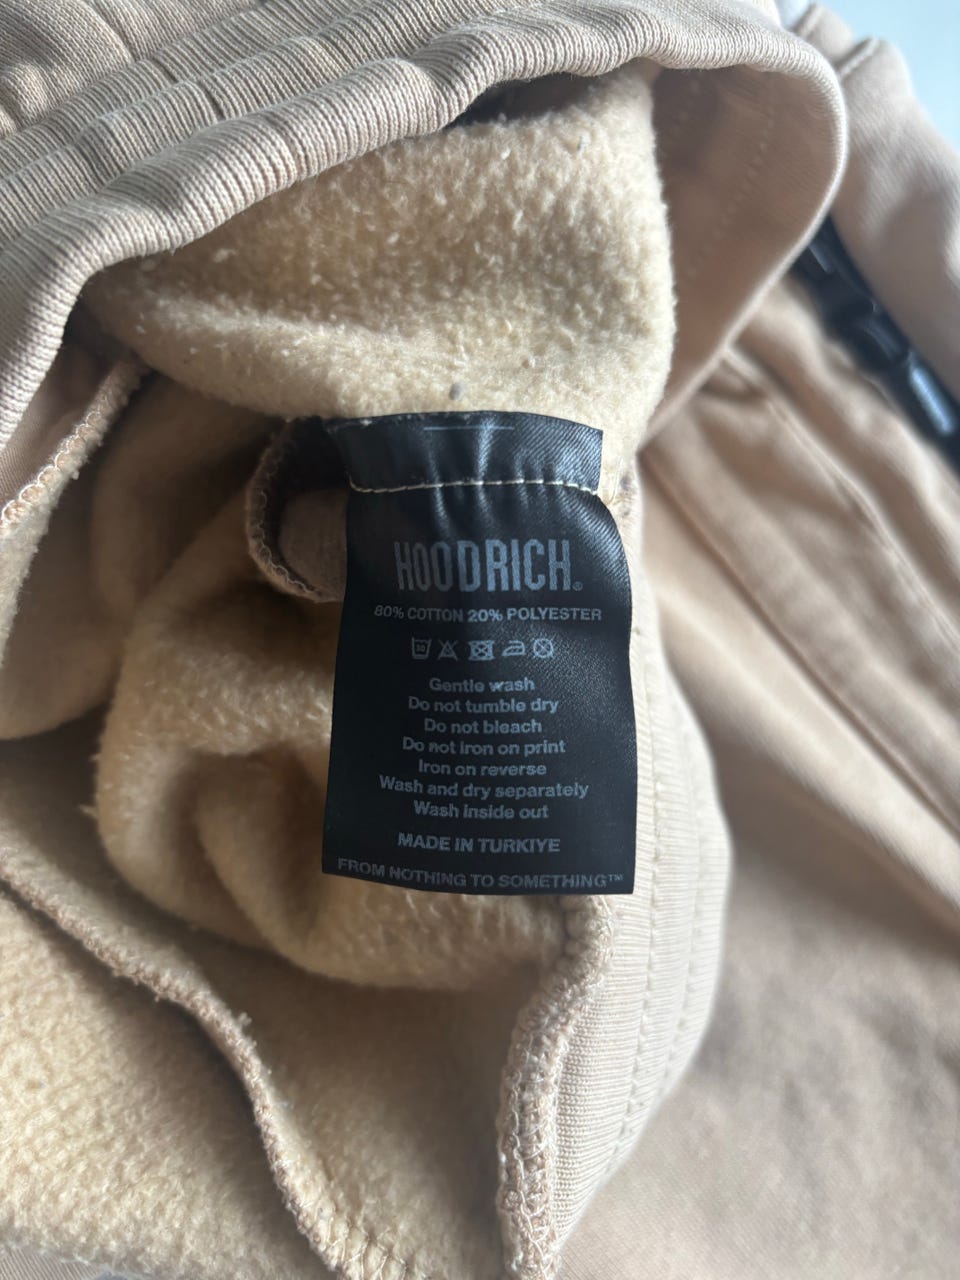 HOODRICH®
80% COTTON 20% POLYESTER
30
Gentle wash
Do not tumble dry
Do not bleach
Do not iron on print
Iron on reverse
Wash and dry separately
Wash inside out
MADE IN TURKIYE
FROM NOTHING TO SOMETHING™